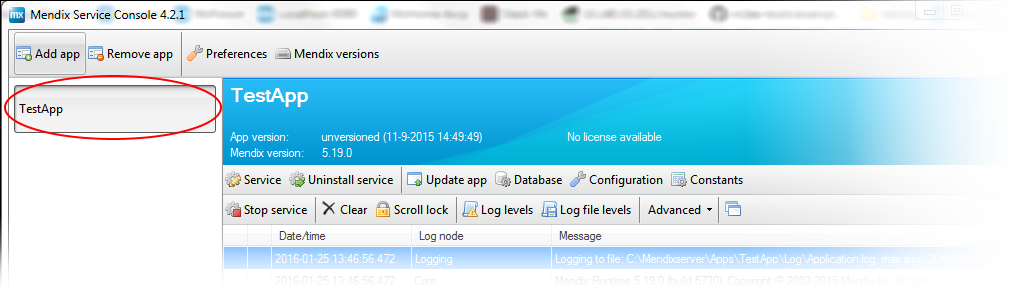 mx Mendix Service Console 4.2.1
Add app Remove app Preferences Mendix versions
TestApp
TestApp
App version: unversioned (11-9-2015 14:49:49) No license available
Mendix version: 5.19.0
Service Uninstall service Update app Database Configuration Constants
Stop service Clear Scroll lock Log levels Log file levels Advanced
Date/time Log node Message
2016-01-25 13:46:56.472 Logging Logging to file: C:\Mendixserver\Apps\TestApp\Log\Application log, max size:
2016-01-25 13:46:56.472 Core Mendix Runtime 5.19.0 (build 5730). Copyright © 2003-2015 Mendix